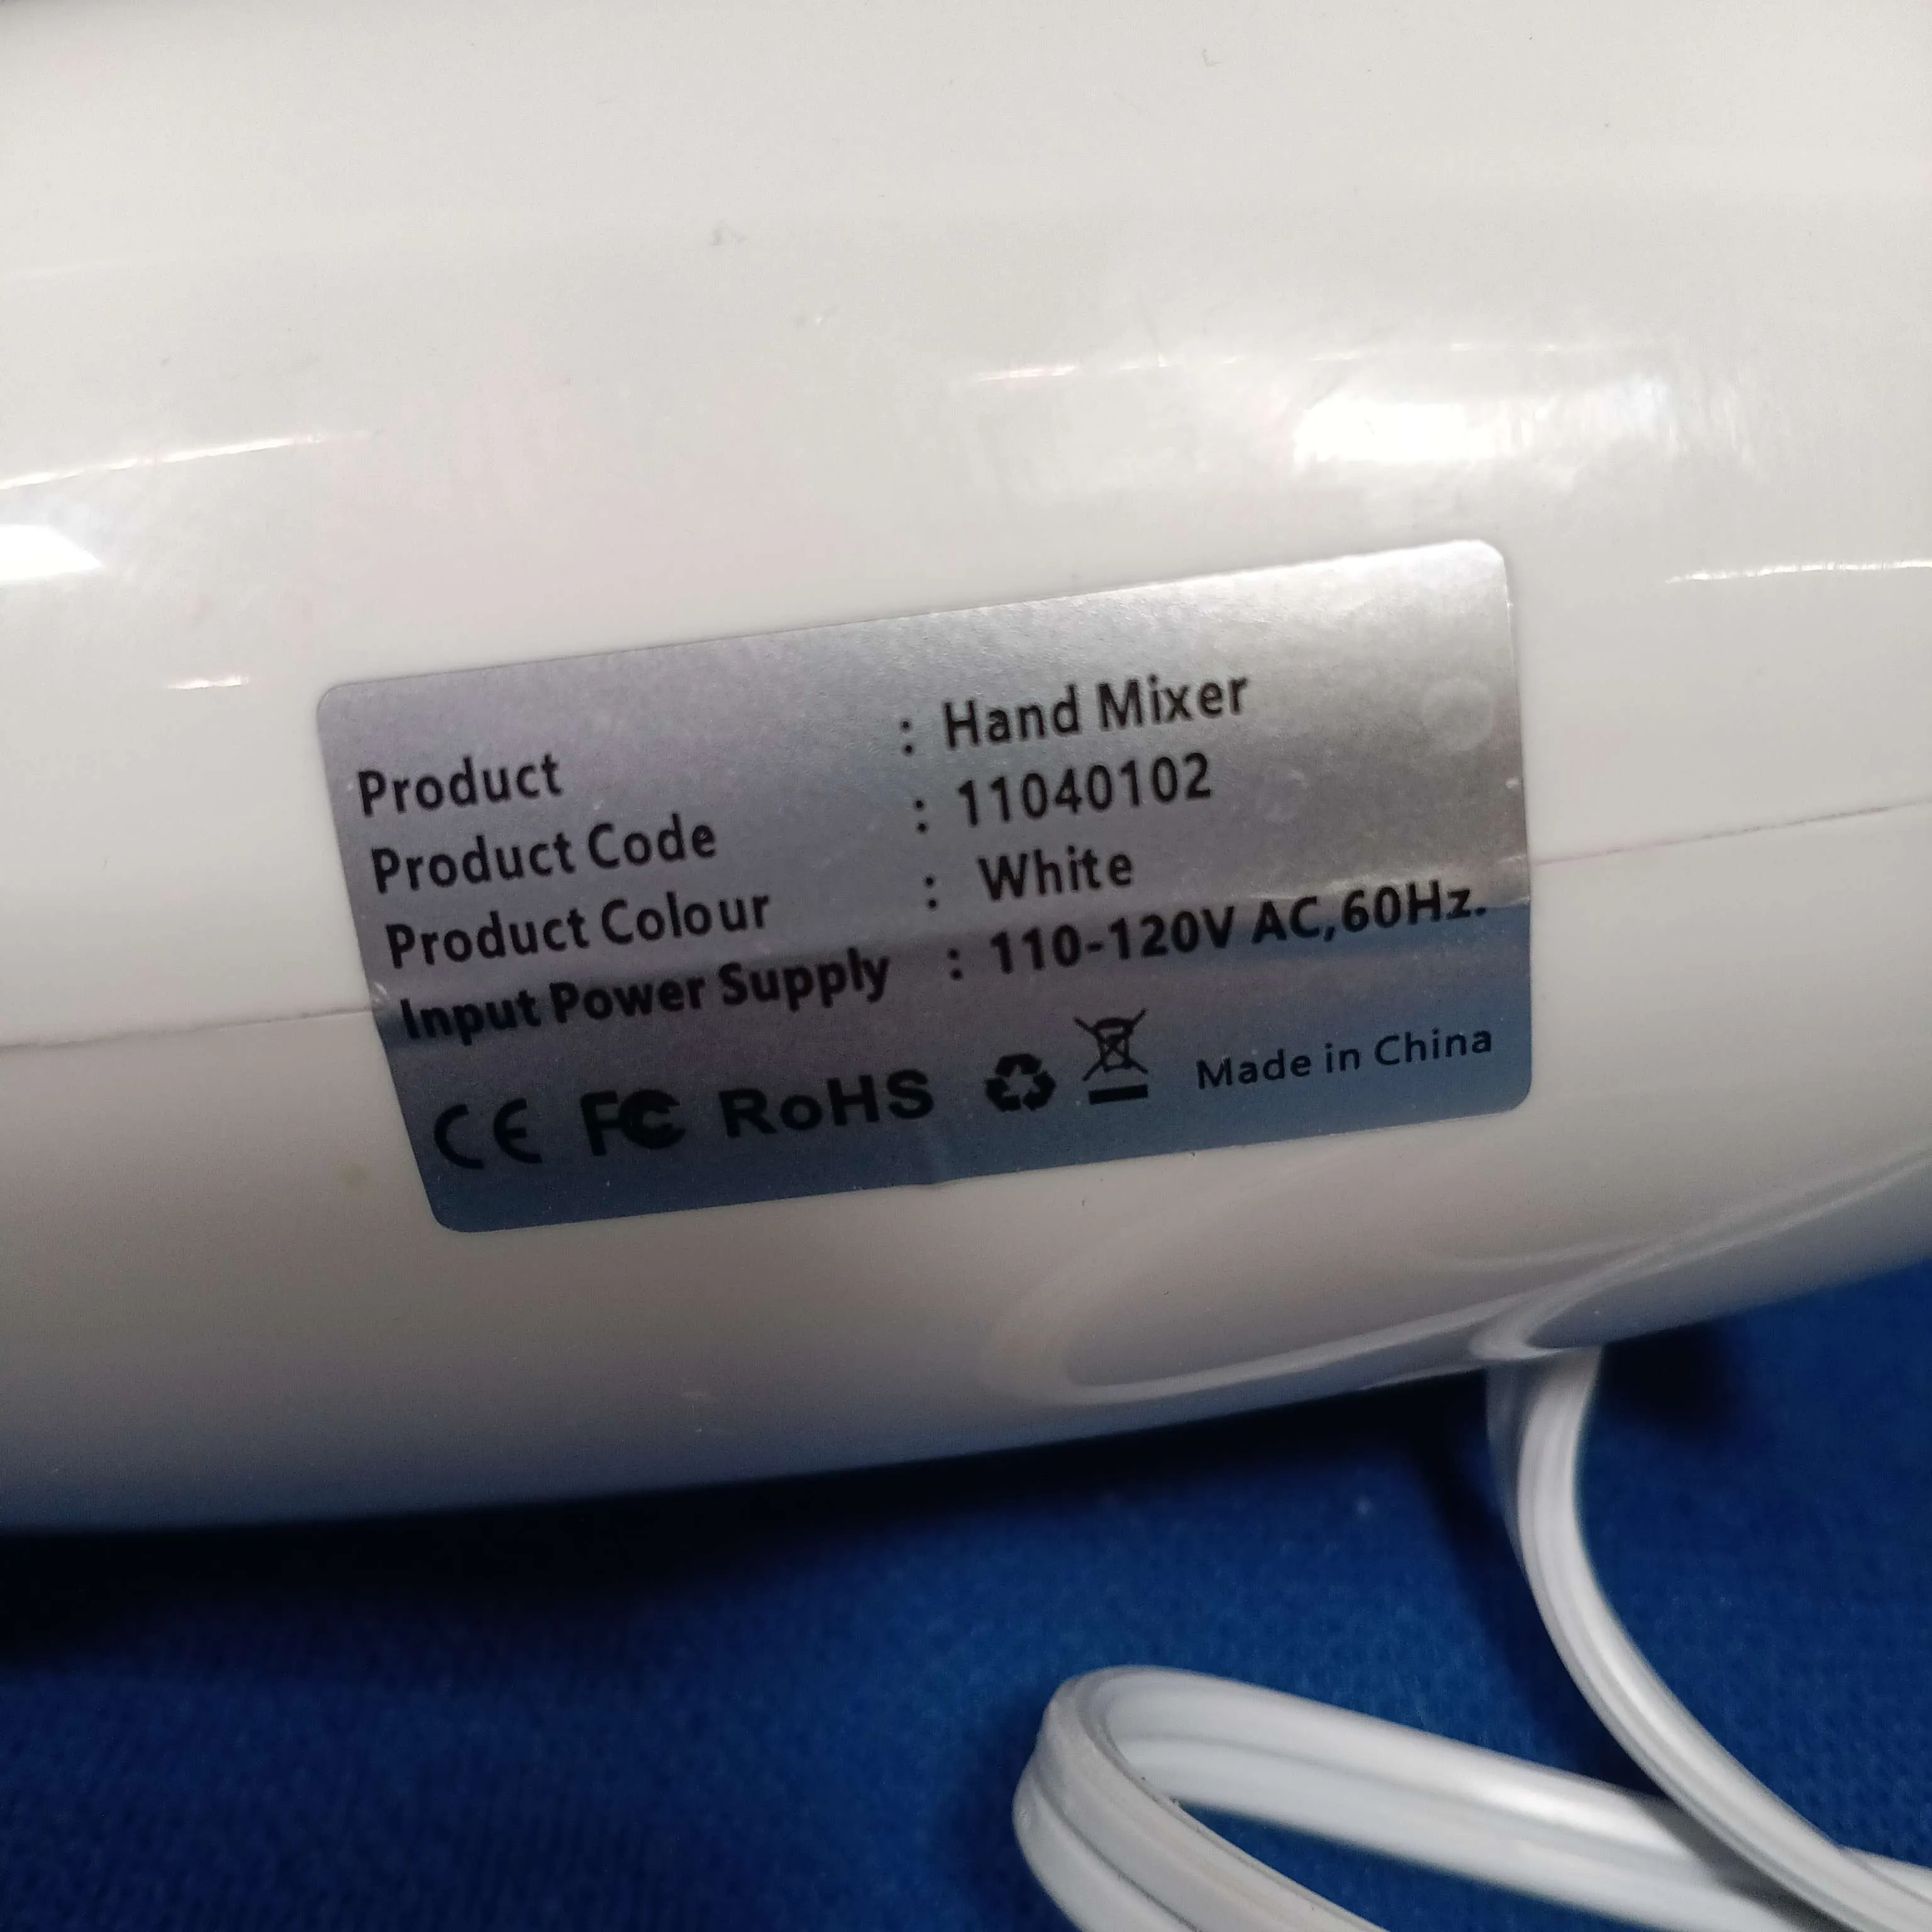 Product : Hand Mixer
Product Code : 11040102
Product Colour : White
Input Power Supply : 110-120V AC,60Hz.
CE FC RoHS Made in China